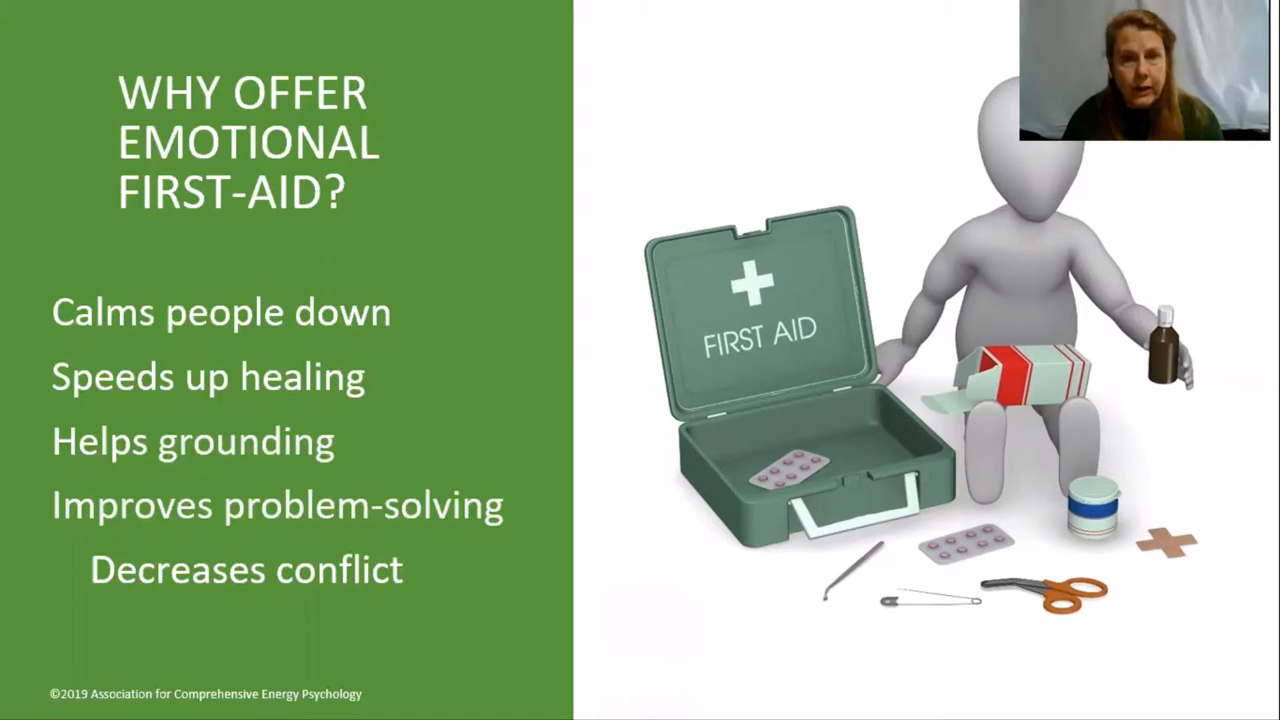 WHY OFFER
EMOTIONAL
FIRST-AID?
Calms people down
Speeds up healing
Helps grounding
Improves problem-solving
Decreases conflict
©2019 Association for Comprehensive Energy Psychology
FIRST AID